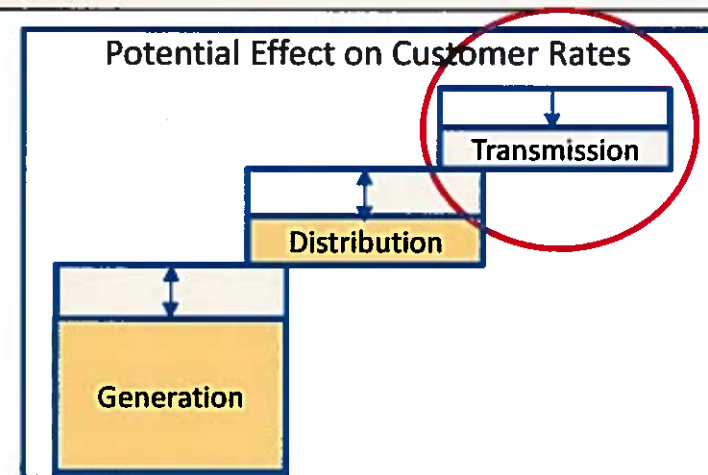 Potential Effect on Customer Rates
Transmission
Distribution
Generation